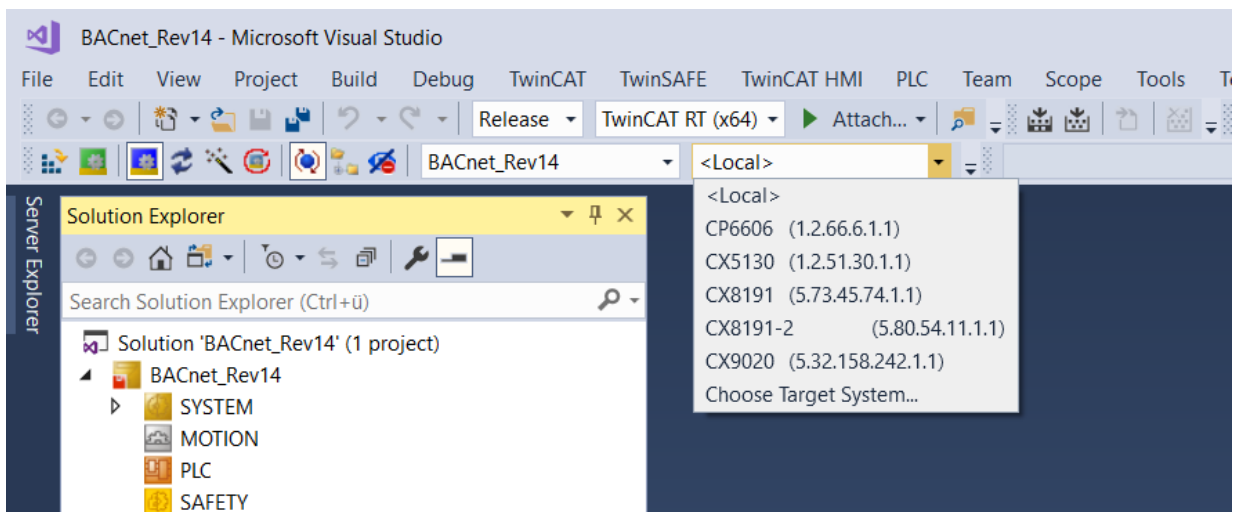 BACnet_Rev14 - Microsoft Visual Studio
File Edit View Project Build Debug TwinCAT TwinSAFE TwinCAT HMI PLC Team Scope Tools
Release TwinCAT RT (x64) Attach...
BACnet_Rev14 <Local>
<Local>
CP6606 (1.2.66.6.1.1)
CX5130 (1.2.51.30.1.1)
CX8191 (5.73.45.74.1.1)
CX8191-2 (5.80.54.11.1.1)
CX9020 (5.32.158.242.1.1)
Choose Target System...
Server Explorer
Solution Explorer
Search Solution Explorer (Ctrl+ü)
Solution 'BACnet_Rev14' (1 project)
BACnet_Rev14
SYSTEM
MOTION
PLC
SAFETY